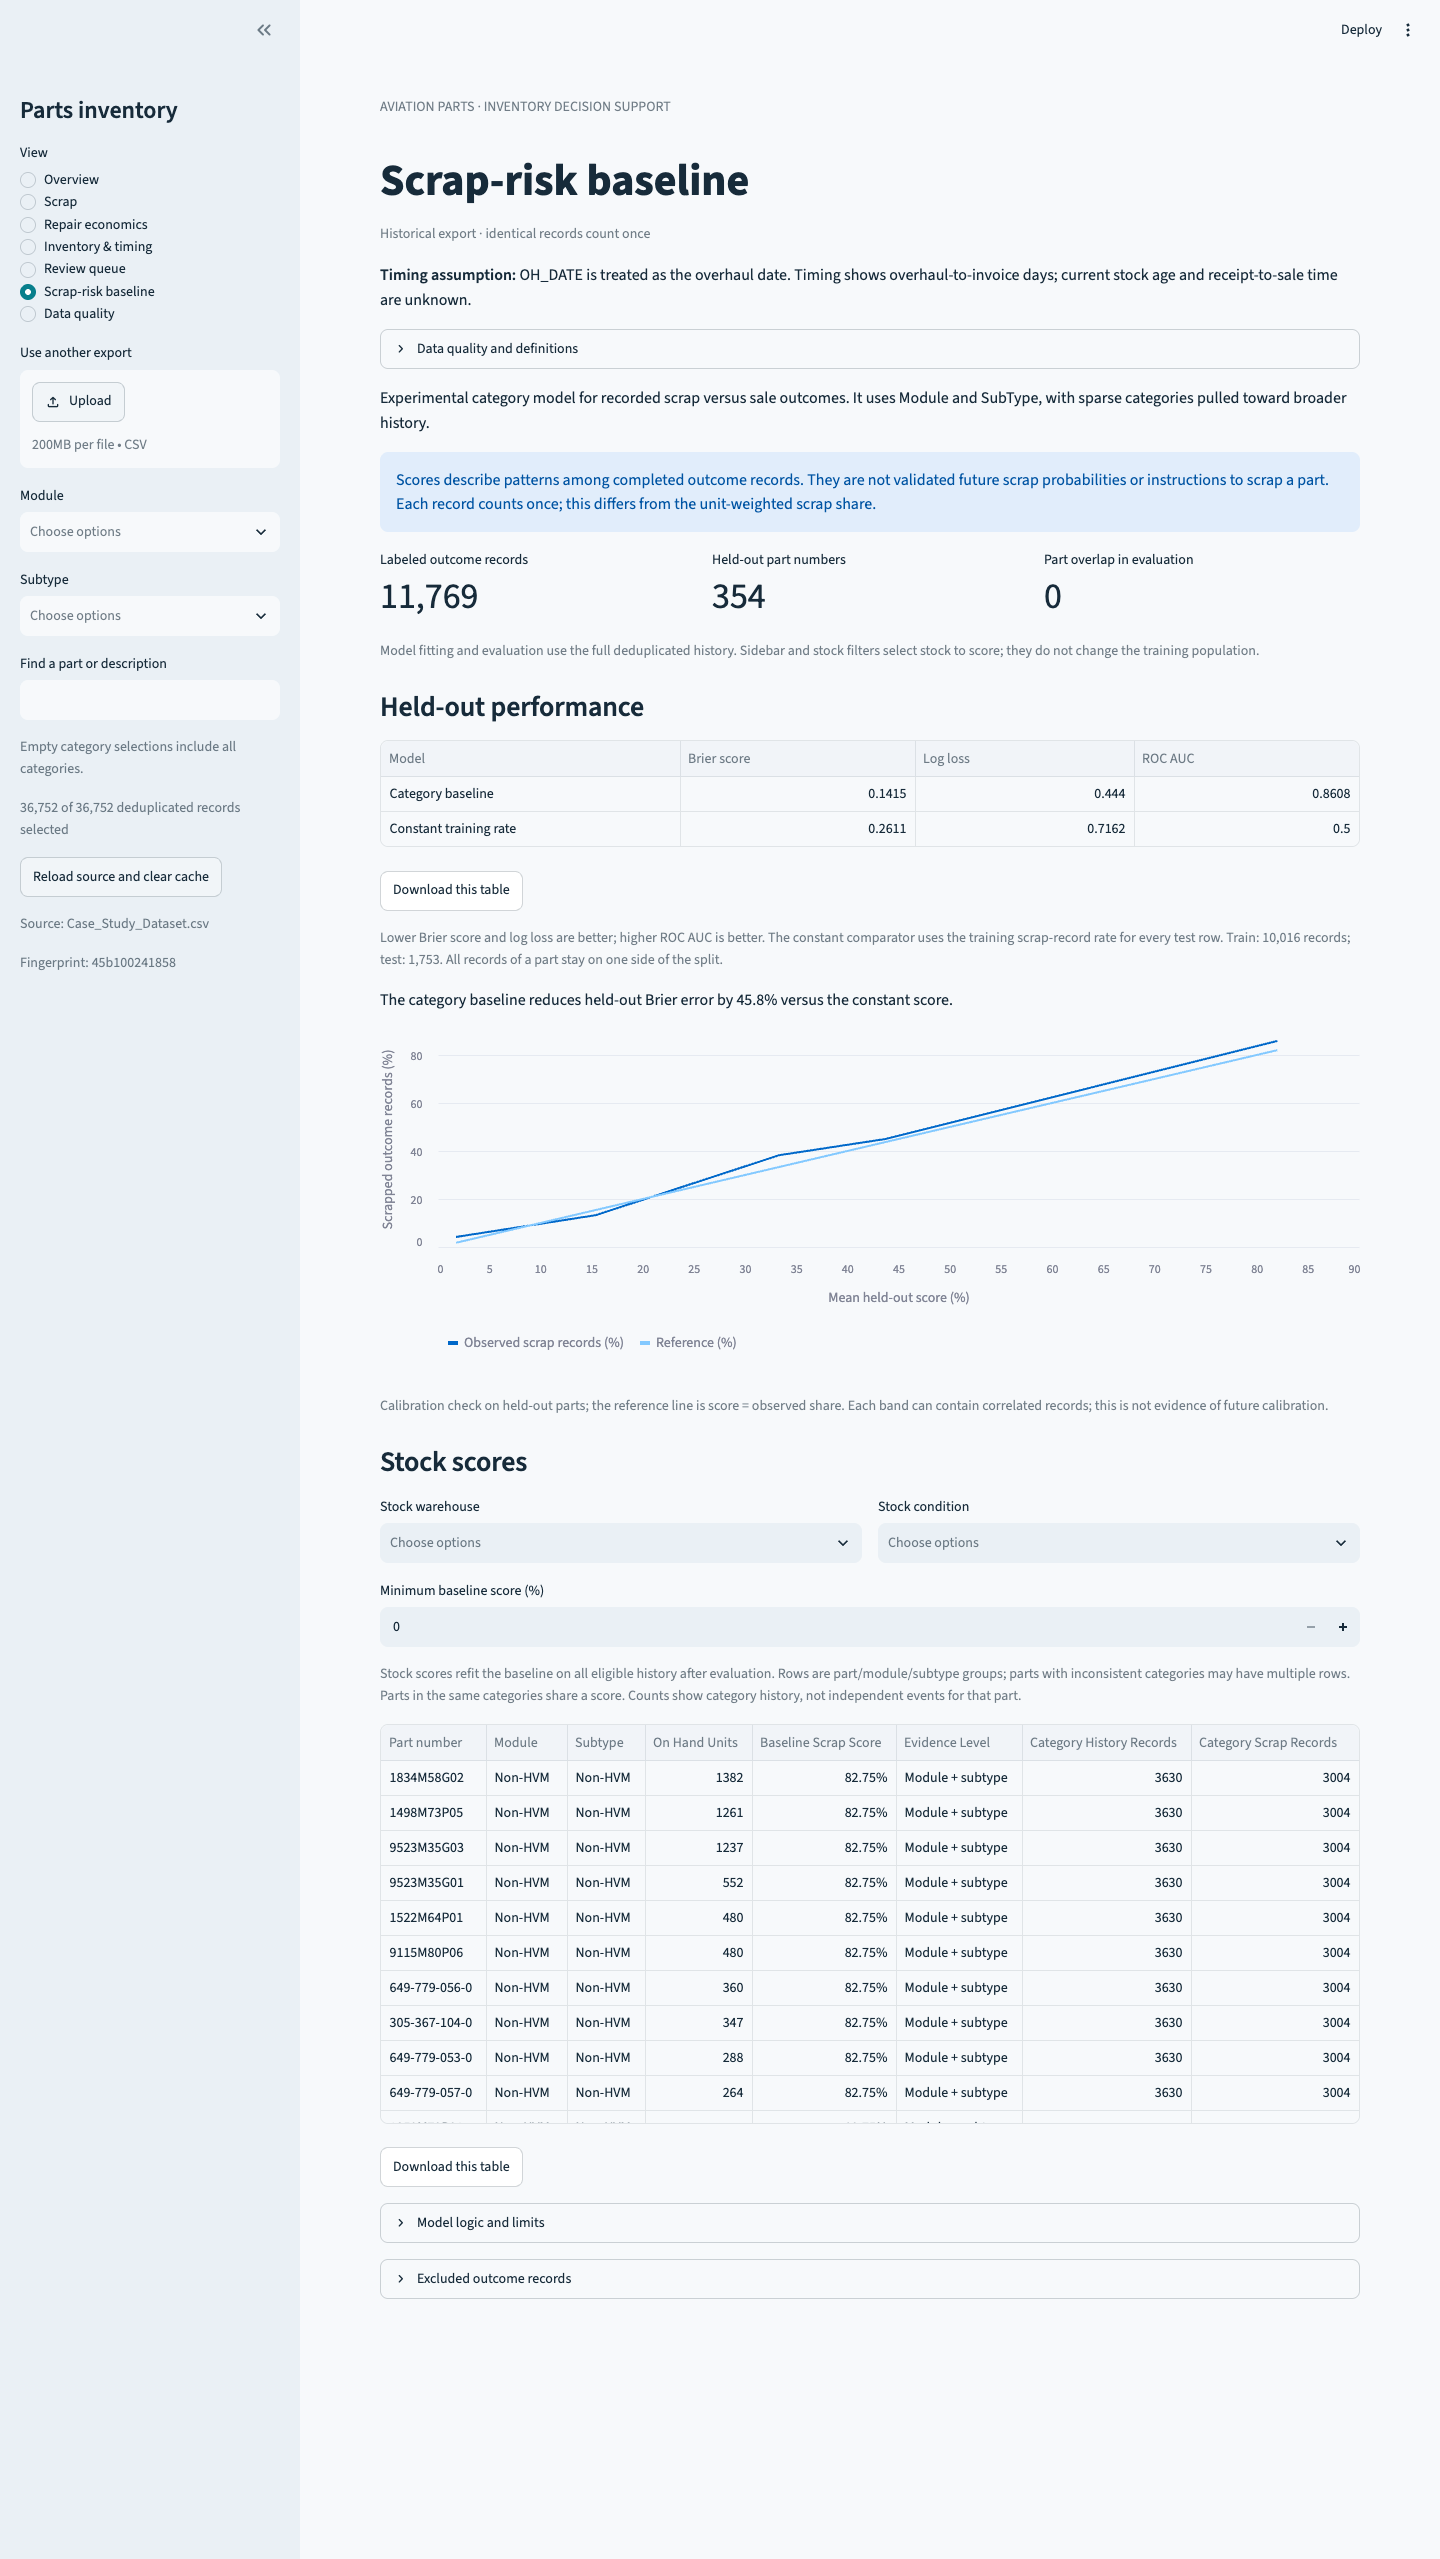 Deploy
Parts inventory
View
Overview
Scrap
Repair economics
Inventory & timing
Review queue
Scrap-risk baseline
Data quality
Use another export
Upload
200MB per file • CSV
Module
Choose options
Subtype
Choose options
Find a part or description
Empty category selections include all
categories.
36,752 of 36,752 deduplicated records
selected
Reload source and clear cache
Source: Case_Study_Dataset.csv
Fingerprint: 45b100241858
AVIATION PARTS · INVENTORY DECISION SUPPORT
Scrap-risk baseline
Historical export · identical records count once
Timing assumption: OH_DATE is treated as the overhaul date. Timing shows overhaul-to-invoice days; current stock age and receipt-to-sale time
are unknown.
Data quality and definitions
Experimental category model for recorded scrap versus sale outcomes. It uses Module and SubType, with sparse categories pulled toward broader
history.
Scores describe patterns among completed outcome records. They are not validated future scrap probabilities or instructions to scrap a part.
Each record counts once; this differs from the unit-weighted scrap share.
Labeled outcome records Held-out part numbers Part overlap in evaluation
11,769 354 0
Model fitting and evaluation use the full deduplicated history. Sidebar and stock filters select stock to score; they do not change the training population.
Held-out performance
Model Brier score Log loss ROC AUC
Category baseline 0.1415 0.444 0.8608
Constant training rate 0.2611 0.7162 0.5
Download this table
Lower Brier score and log loss are better; higher ROC AUC is better. The constant comparator uses the training scrap-record rate for every test row. Train: 10,016 records;
test: 1,753. All records of a part stay on one side of the split.
The category baseline reduces held-out Brier error by 45.8% versus the constant score.
Scrapped outcome records (%)
80
60
40
20
0
0 5 10 15 20 25 30 35 40 45 50 55 60 65 70 75 80 85 90
Mean held-out score (%)
Observed scrap records (%) Reference (%)
Calibration check on held-out parts; the reference line is score = observed share. Each band can contain correlated records; this is not evidence of future calibration.
Stock scores
Stock warehouse Stock condition
Choose options Choose options
Minimum baseline score (%)
0
Stock scores refit the baseline on all eligible history after evaluation. Rows are part/module/subtype groups; parts with inconsistent categories may have multiple rows.
Parts in the same categories share a score. Counts show category history, not independent events for that part.
Part number Module Subtype On Hand Units Baseline Scrap Score Evidence Level Category History Records Category Scrap Records
1834M58G02 Non-HVM Non-HVM 1382 82.75% Module + subtype 3630 3004
1498M73P05 Non-HVM Non-HVM 1261 82.75% Module + subtype 3630 3004
9523M35G03 Non-HVM Non-HVM 1237 82.75% Module + subtype 3630 3004
9523M35G01 Non-HVM Non-HVM 552 82.75% Module + subtype 3630 3004
1522M64P01 Non-HVM Non-HVM 480 82.75% Module + subtype 3630 3004
9115M80P06 Non-HVM Non-HVM 480 82.75% Module + subtype 3630 3004
649-779-056-0 Non-HVM Non-HVM 360 82.75% Module + subtype 3630 3004
305-367-104-0 Non-HVM Non-HVM 347 82.75% Module + subtype 3630 3004
649-779-053-0 Non-HVM Non-HVM 288 82.75% Module + subtype 3630 3004
649-779-057-0 Non-HVM Non-HVM 264 82.75% Module + subtype 3630 3004
Download this table
Model logic and limits
Excluded outcome records